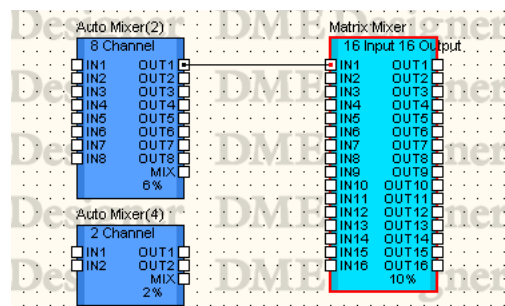 Auto Mixer(2)
8 Channel
IN1 OUT1
IN2 OUT2
IN3 OUT3
IN4 OUT4
IN5 OUT5
IN6 OUT6
IN7 OUT7
IN8 OUT8
MIX
6%
Auto Mixer(4)
2 Channel
IN1 OUT1
IN2 OUT2
MIX
2%
Matrix Mixer
16 Input 16 Output
IN1 OUT1
IN2 OUT2
IN3 OUT3
IN4 OUT4
IN5 OUT5
IN6 OUT6
IN7 OUT7
IN8 OUT8
IN9 OUT9
IN10 OUT10
IN11 OUT11
IN12 OUT12
IN13 OUT13
IN14 OUT14
IN15 OUT15
IN16 OUT16
10%
DME Designer